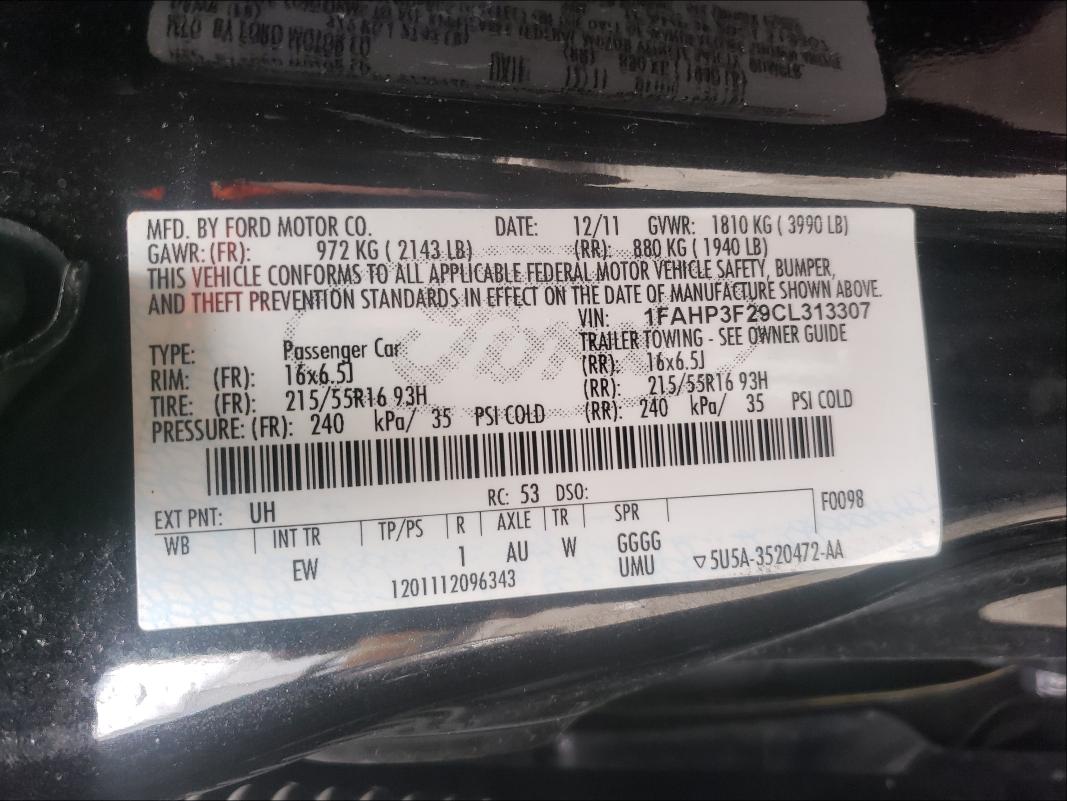 MFD. BY FORD MOTOR CO. DATE: 12/11 GVWR: 1810 KG ( 3990 LB)
GAWR: (FR): 972 KG ( 2143 LB) (RR): 880 KG ( 1940 LB)
THIS VEHICLE CONFORMS TO ALL APPLICABLE FEDERAL MOTOR VEHICLE SAFETY, BUMPER,
AND THEFT PREVENTION STANDARDS IN EFFECT ON THE DATE OF MANUFACTURE SHOWN ABOVE.
VIN: 1FAHP3F29CL313307
TYPE: Passenger Car TRAILER TOWING - SEE OWNER GUIDE
RIM: (FR): 16x6.5J (RR): 16x6.5J
TIRE: (FR): 215/55R16 93H (RR): 215/55R16 93H
PRESSURE: (FR): 240 kPa/ 35 PSI COLD (RR): 240 kPa/ 35 PSI COLD
RC: 53 DSO:
EXT PNT: UH F0098
WB INT TR TP/PS R AXLE TR SPR
EW 1 AU W GGGG
UMU ▽5U5A-3520472-AA
1201112096343